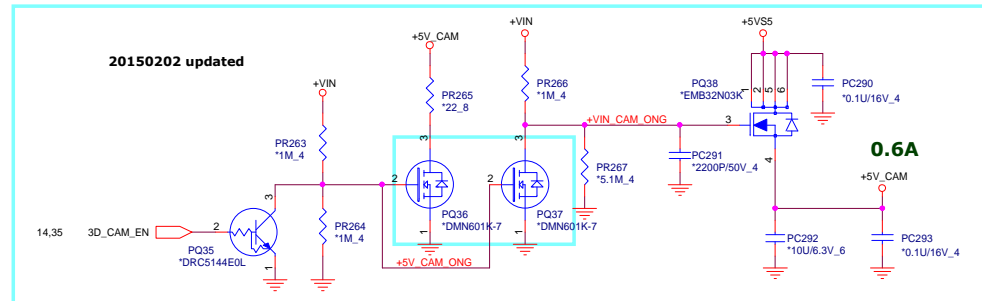 20150202 updated
+VIN
PR263
*1M_4
3
2
1
14,35
3D_CAM_EN
PQ35
*DRC5144E0L
PR264
*1M_4
+5V_CAM
PR265
*22_8
3
2
1
PQ36
*DMN601K-7
+5V_CAM_ONG
+VIN
PR266
*1M_4
3
2
1
PQ37
*DMN601K-7
+VIN_CAM_ONG
PR267
*5.1M_4
PC291
*2200P/50V_4
+5VS5
PQ38
*EMB32N03K
1
2
5
6
3
4
PC290
*0.1U/16V_4
0.6A
+5V_CAM
PC292
*10U/6.3V_6
PC293
*0.1U/16V_4